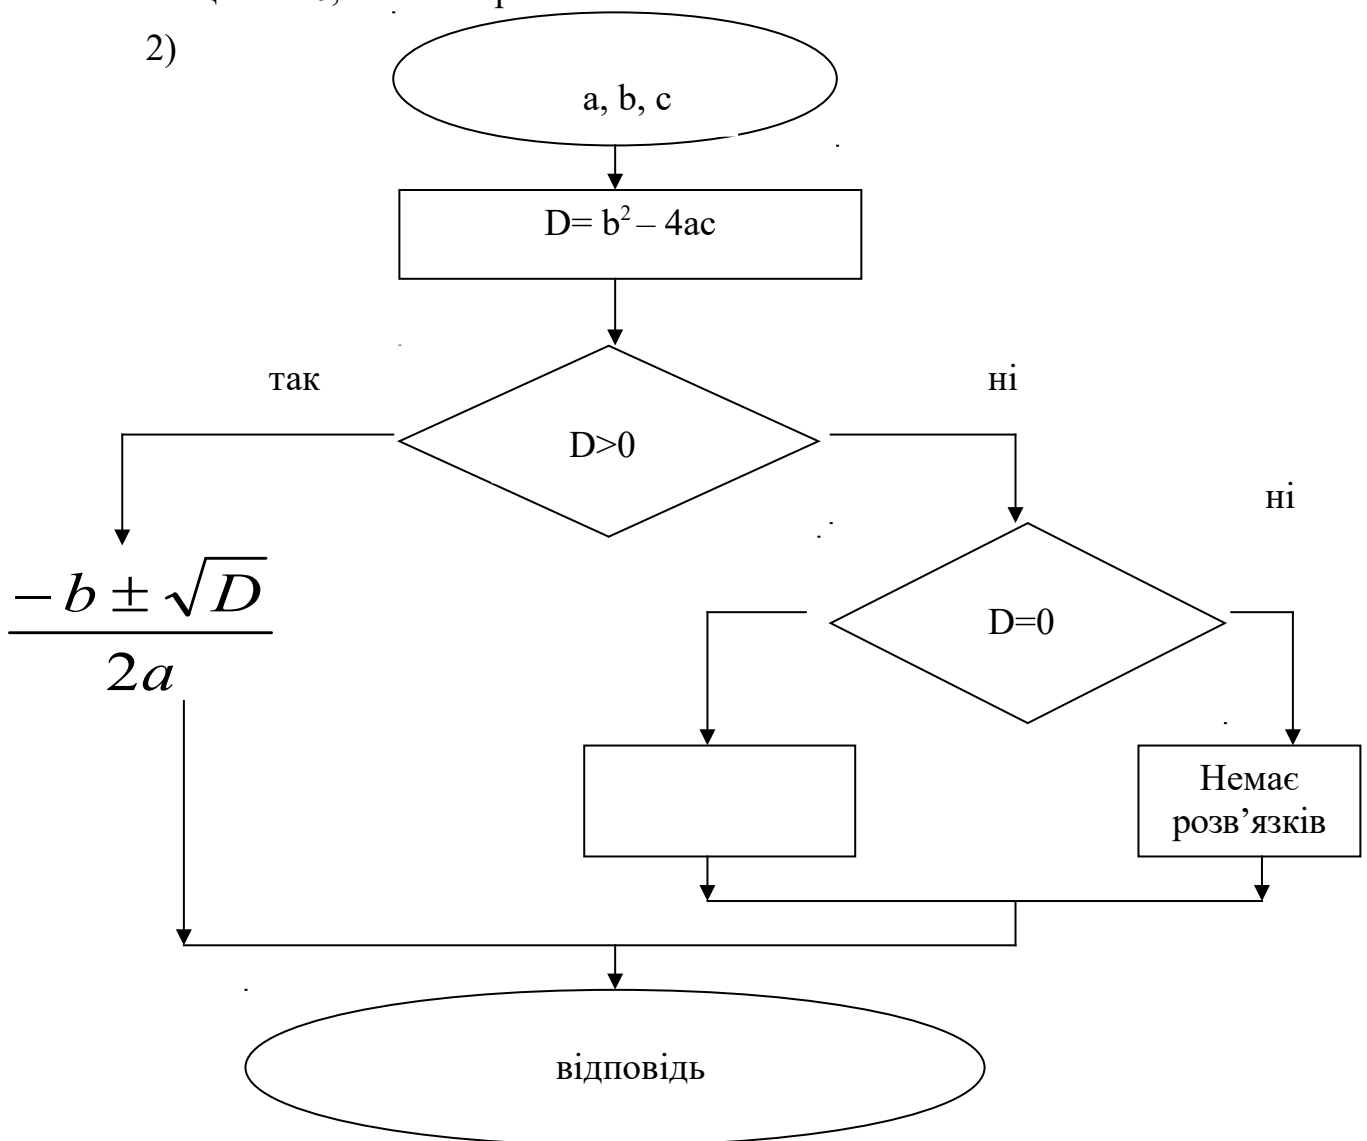 2)
a, b, c
D= b² – 4ac
так
ні
D>0
ні
−b ± √D
2a
D=0
Немає
розв’язків
відповідь